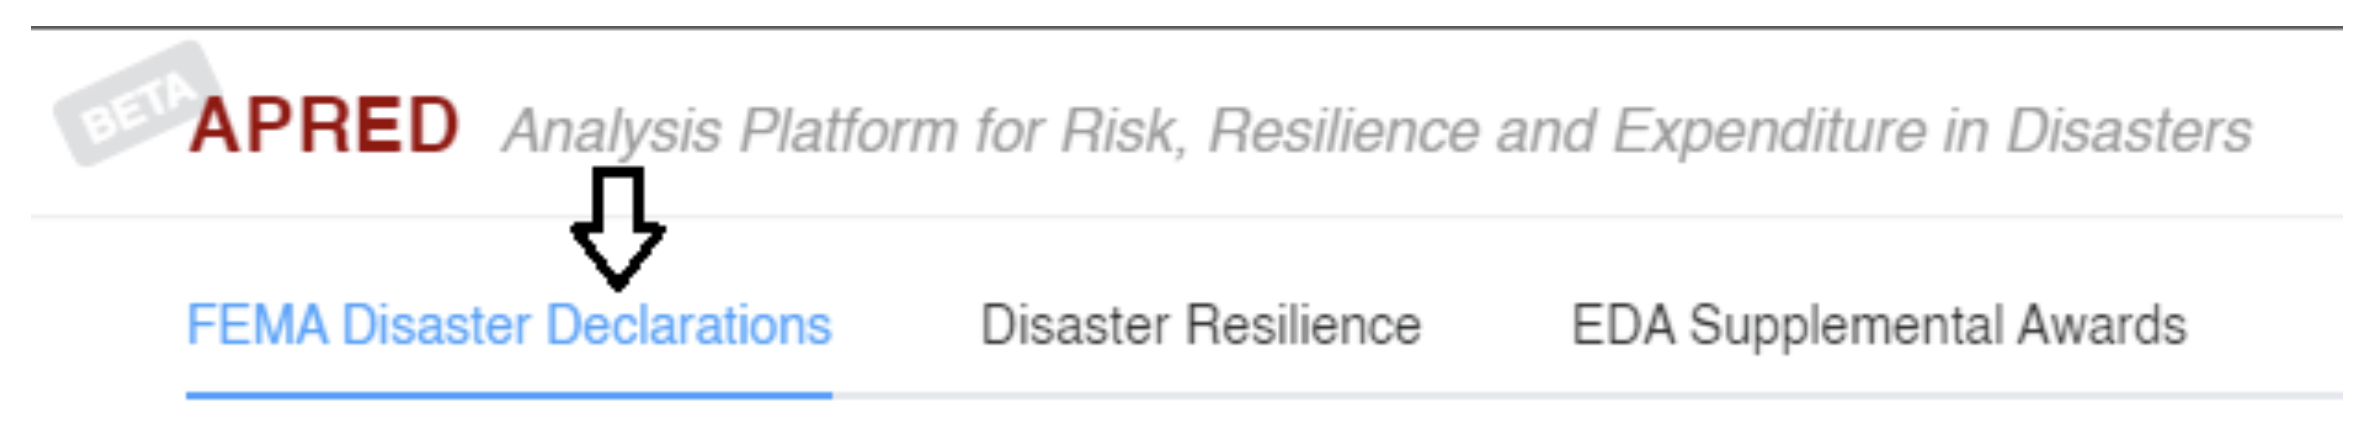 BETA
APRED Analysis Platform for Risk, Resilience and Expenditure in Disasters
FEMA Disaster Declarations Disaster Resilience EDA Supplemental Awards